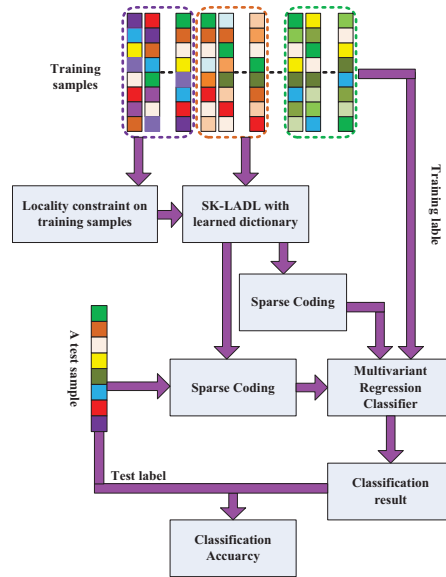 Training
samples
Training lable
Locality constraint on
training samples
SK-LADL with
learned dictionary
Sparse Coding
A test sample
Sparse Coding
Multivariant
Regression
Classifier
Test label
Classification
result
Classification
Accuarcy